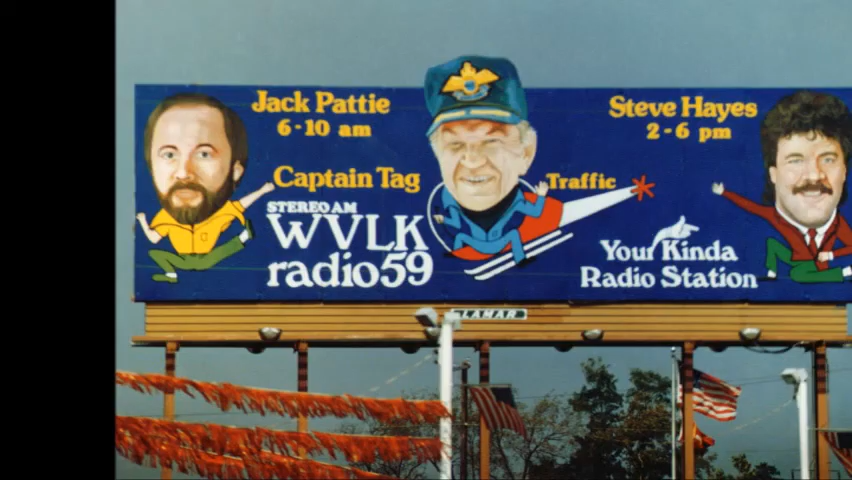 Jack Pattie
6-10 am
Captain Tag
Traffic
STEREO AM
WVLK
radio59
Steve Hayes
2-6 pm
Your Kinda
Radio Station
LAMAR